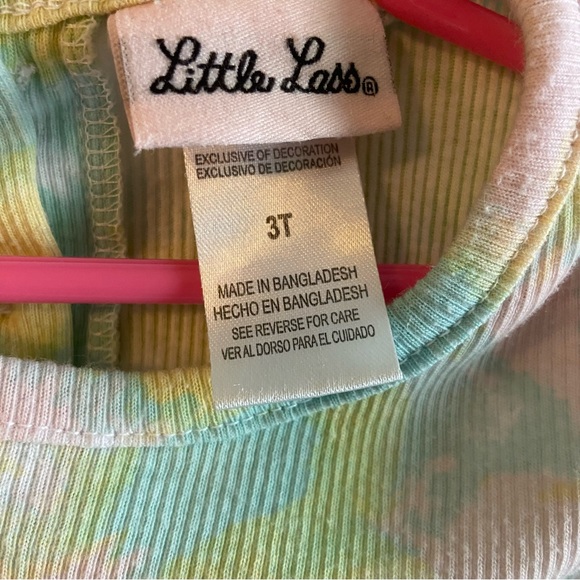 Little Lass®
EXCLUSIVE OF DECORATION
EXCLUSIVO DE DECORACIÓN
3T
MADE IN BANGLADESH
HECHO EN BANGLADESH
SEE REVERSE FOR CARE
VER AL DORSO PARA EL CUIDADO